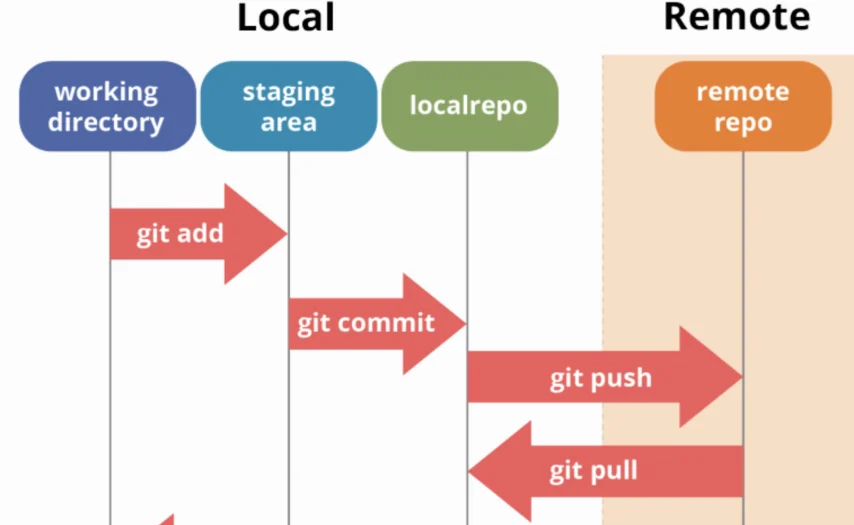 Local
Remote
working
directory
staging
area
localrepo
remote
repo
git add
git commit
git push
git pull